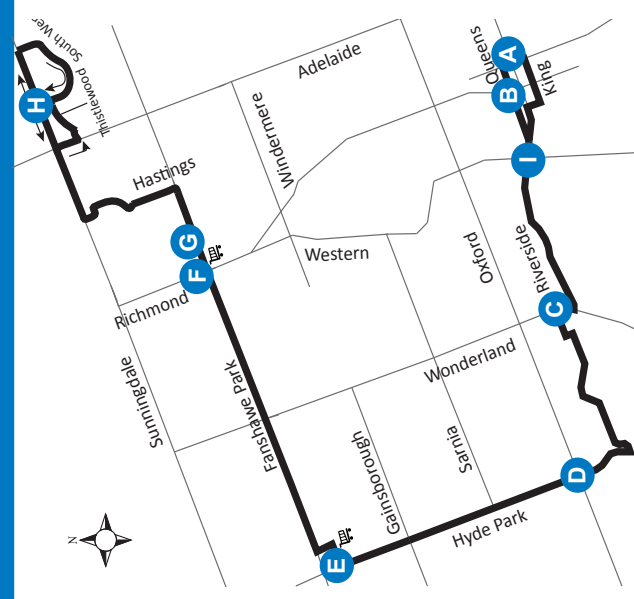 South Wen
Thistlewood
H
Adelaide
Queens
A
King
B
Windermere
Hastings
I
G
Western
F
Richmond
Oxford
Riverside
C
Sunningdale
Fanshawe Park
Wonderland
Gainsborough
Sarnia
D
Hyde Park
E
N